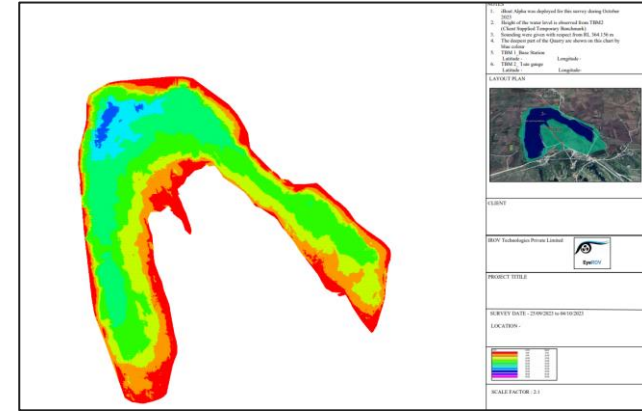 NOTES
1. iBoat Alpha was deployed for this survey during October
2023
2. Height of the water level is observed from TBM2
(Client Supplied Temporary Benchmark)
3. Sounding were given with respect from RL 364.156 m
4. The deepest part of the Quarry are shown on this chart by
blue colour
5. TBM 1_Base Station
Latitude - Longitude -
6. TBM 2_ Tide gauge
Latitude - Longitude-
LAYOUT PLAN
CLIENT
IROV Technologies Private Limited
EyeROV
PROJECT TITILE
SURVEY DATE - 25/09/2023 to 04/10/2023
LOCATION -
SCALE FACTOR : 2:1